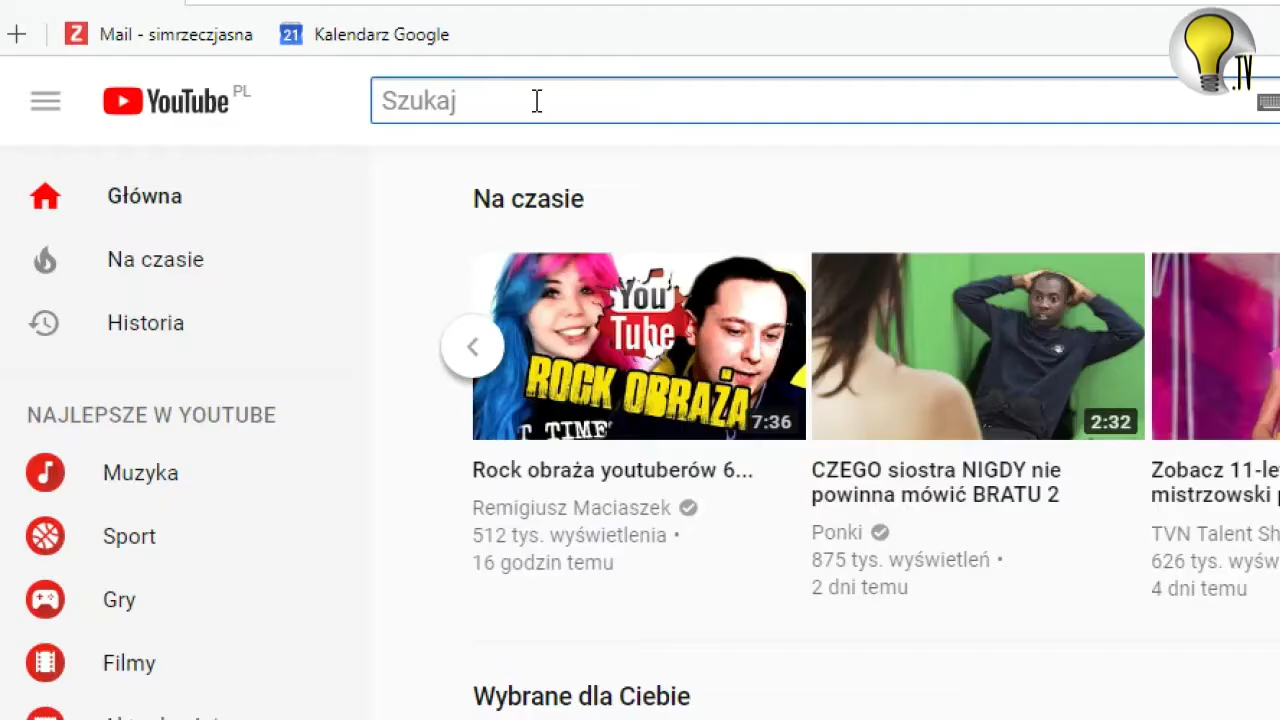 Mail - simrzeczjasna
21
Kalendarz Google
.TV
YouTube PL
Szukaj
Główna
Na czasie
Historia
NAJLEPSZE W YOUTUBE
Muzyka
Sport
Gry
Filmy
Na czasie
You
Tube
ROCK OBRAŻA
T TIME
7:36
Rock obraża youtuberów 6...
Remigiusz Maciaszek
512 tys. wyświetlenia •
16 godzin temu
2:32
CZEGO siostra NIGDY nie
powinna mówić BRATU 2
Ponki
875 tys. wyświetleń •
2 dni temu
Zobacz 11-le
mistrzowski
TVN Talent Sh
626 tys. wyśw
4 dni temu
Wybrane dla Ciebie